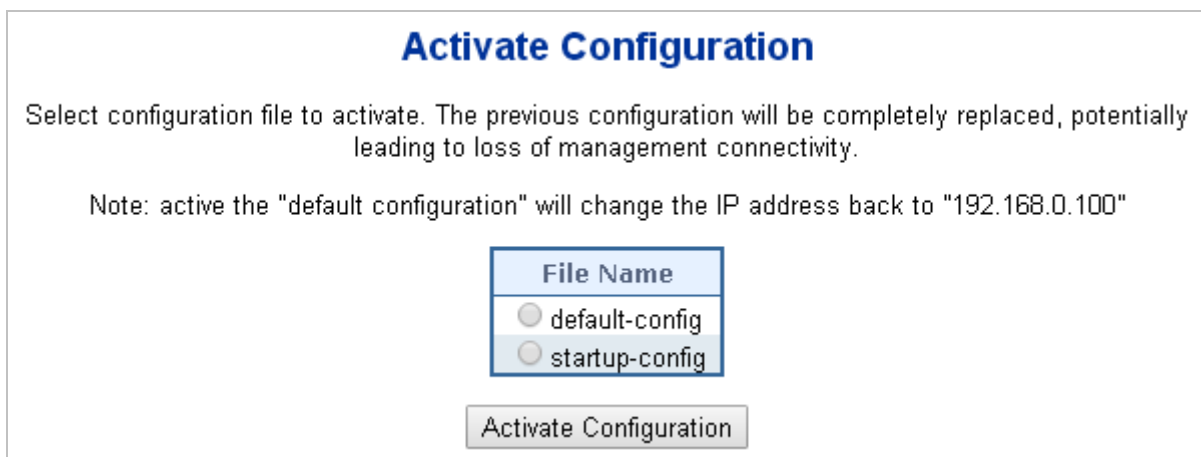 Activate Configuration
Select configuration file to activate. The previous configuration will be completely replaced, potentially
leading to loss of management connectivity.
Note: active the "default configuration" will change the IP address back to "192.168.0.100"
File Name
default-config
startup-config
Activate Configuration